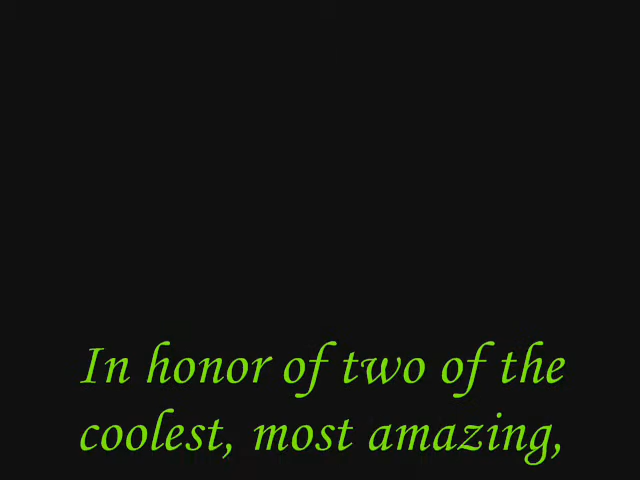 In honor of two of the
coolest, most amazing,